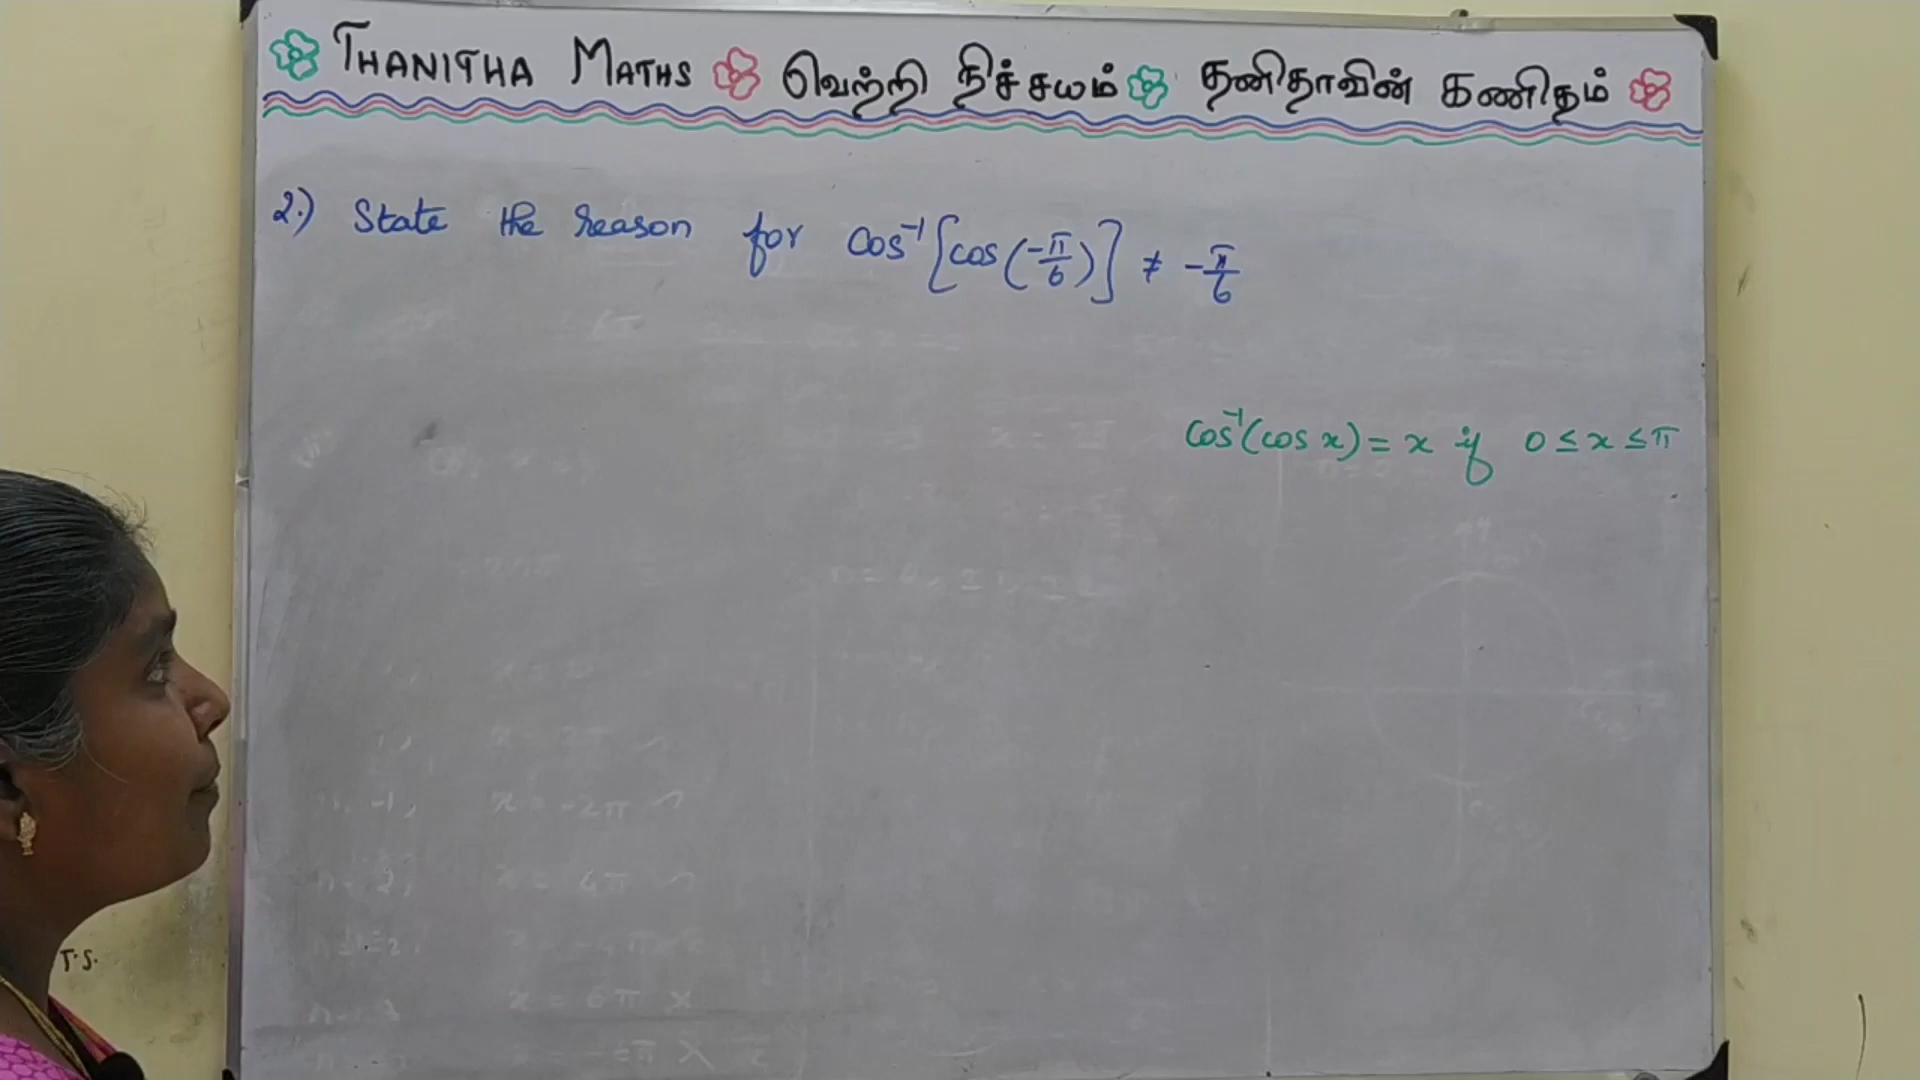 THANITHA MATHS வெற்றி நிச்சயம் தனிதாவின் கணிதம்
2.) State the reason for Cos⁻¹[cos(-π/6)] ≠ -π/6
Cos⁻¹(cos x) = x if 0 ≤ x ≤ π
T.S.